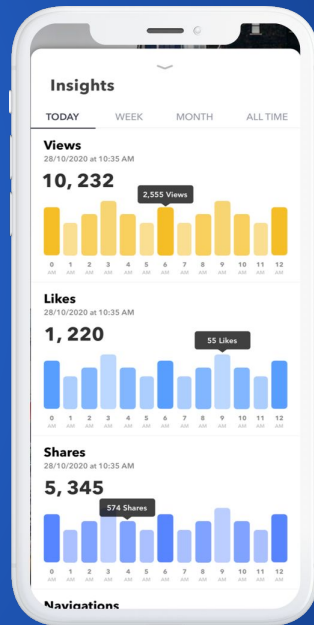 Insights
TODAY WEEK MONTH ALL TIME
Views
28/10/2020 at 10:35 AM
10, 232
2,555 Views
0 1 2 3 4 5 6 7 8 9 10 11 12
AM AM AM AM AM AM AM AM AM AM AM AM AM
Likes
28/10/2020 at 10:35 AM
1, 220
55 Likes
0 1 2 3 4 5 6 7 8 9 10 11 12
AM AM AM AM AM AM AM AM AM AM AM AM AM
Shares
28/10/2020 at 10:35 AM
5, 345
574 Shares
0 1 2 3 4 5 6 7 8 9 10 11 12
AM AM AM AM AM AM AM AM AM AM AM AM AM
Navigations